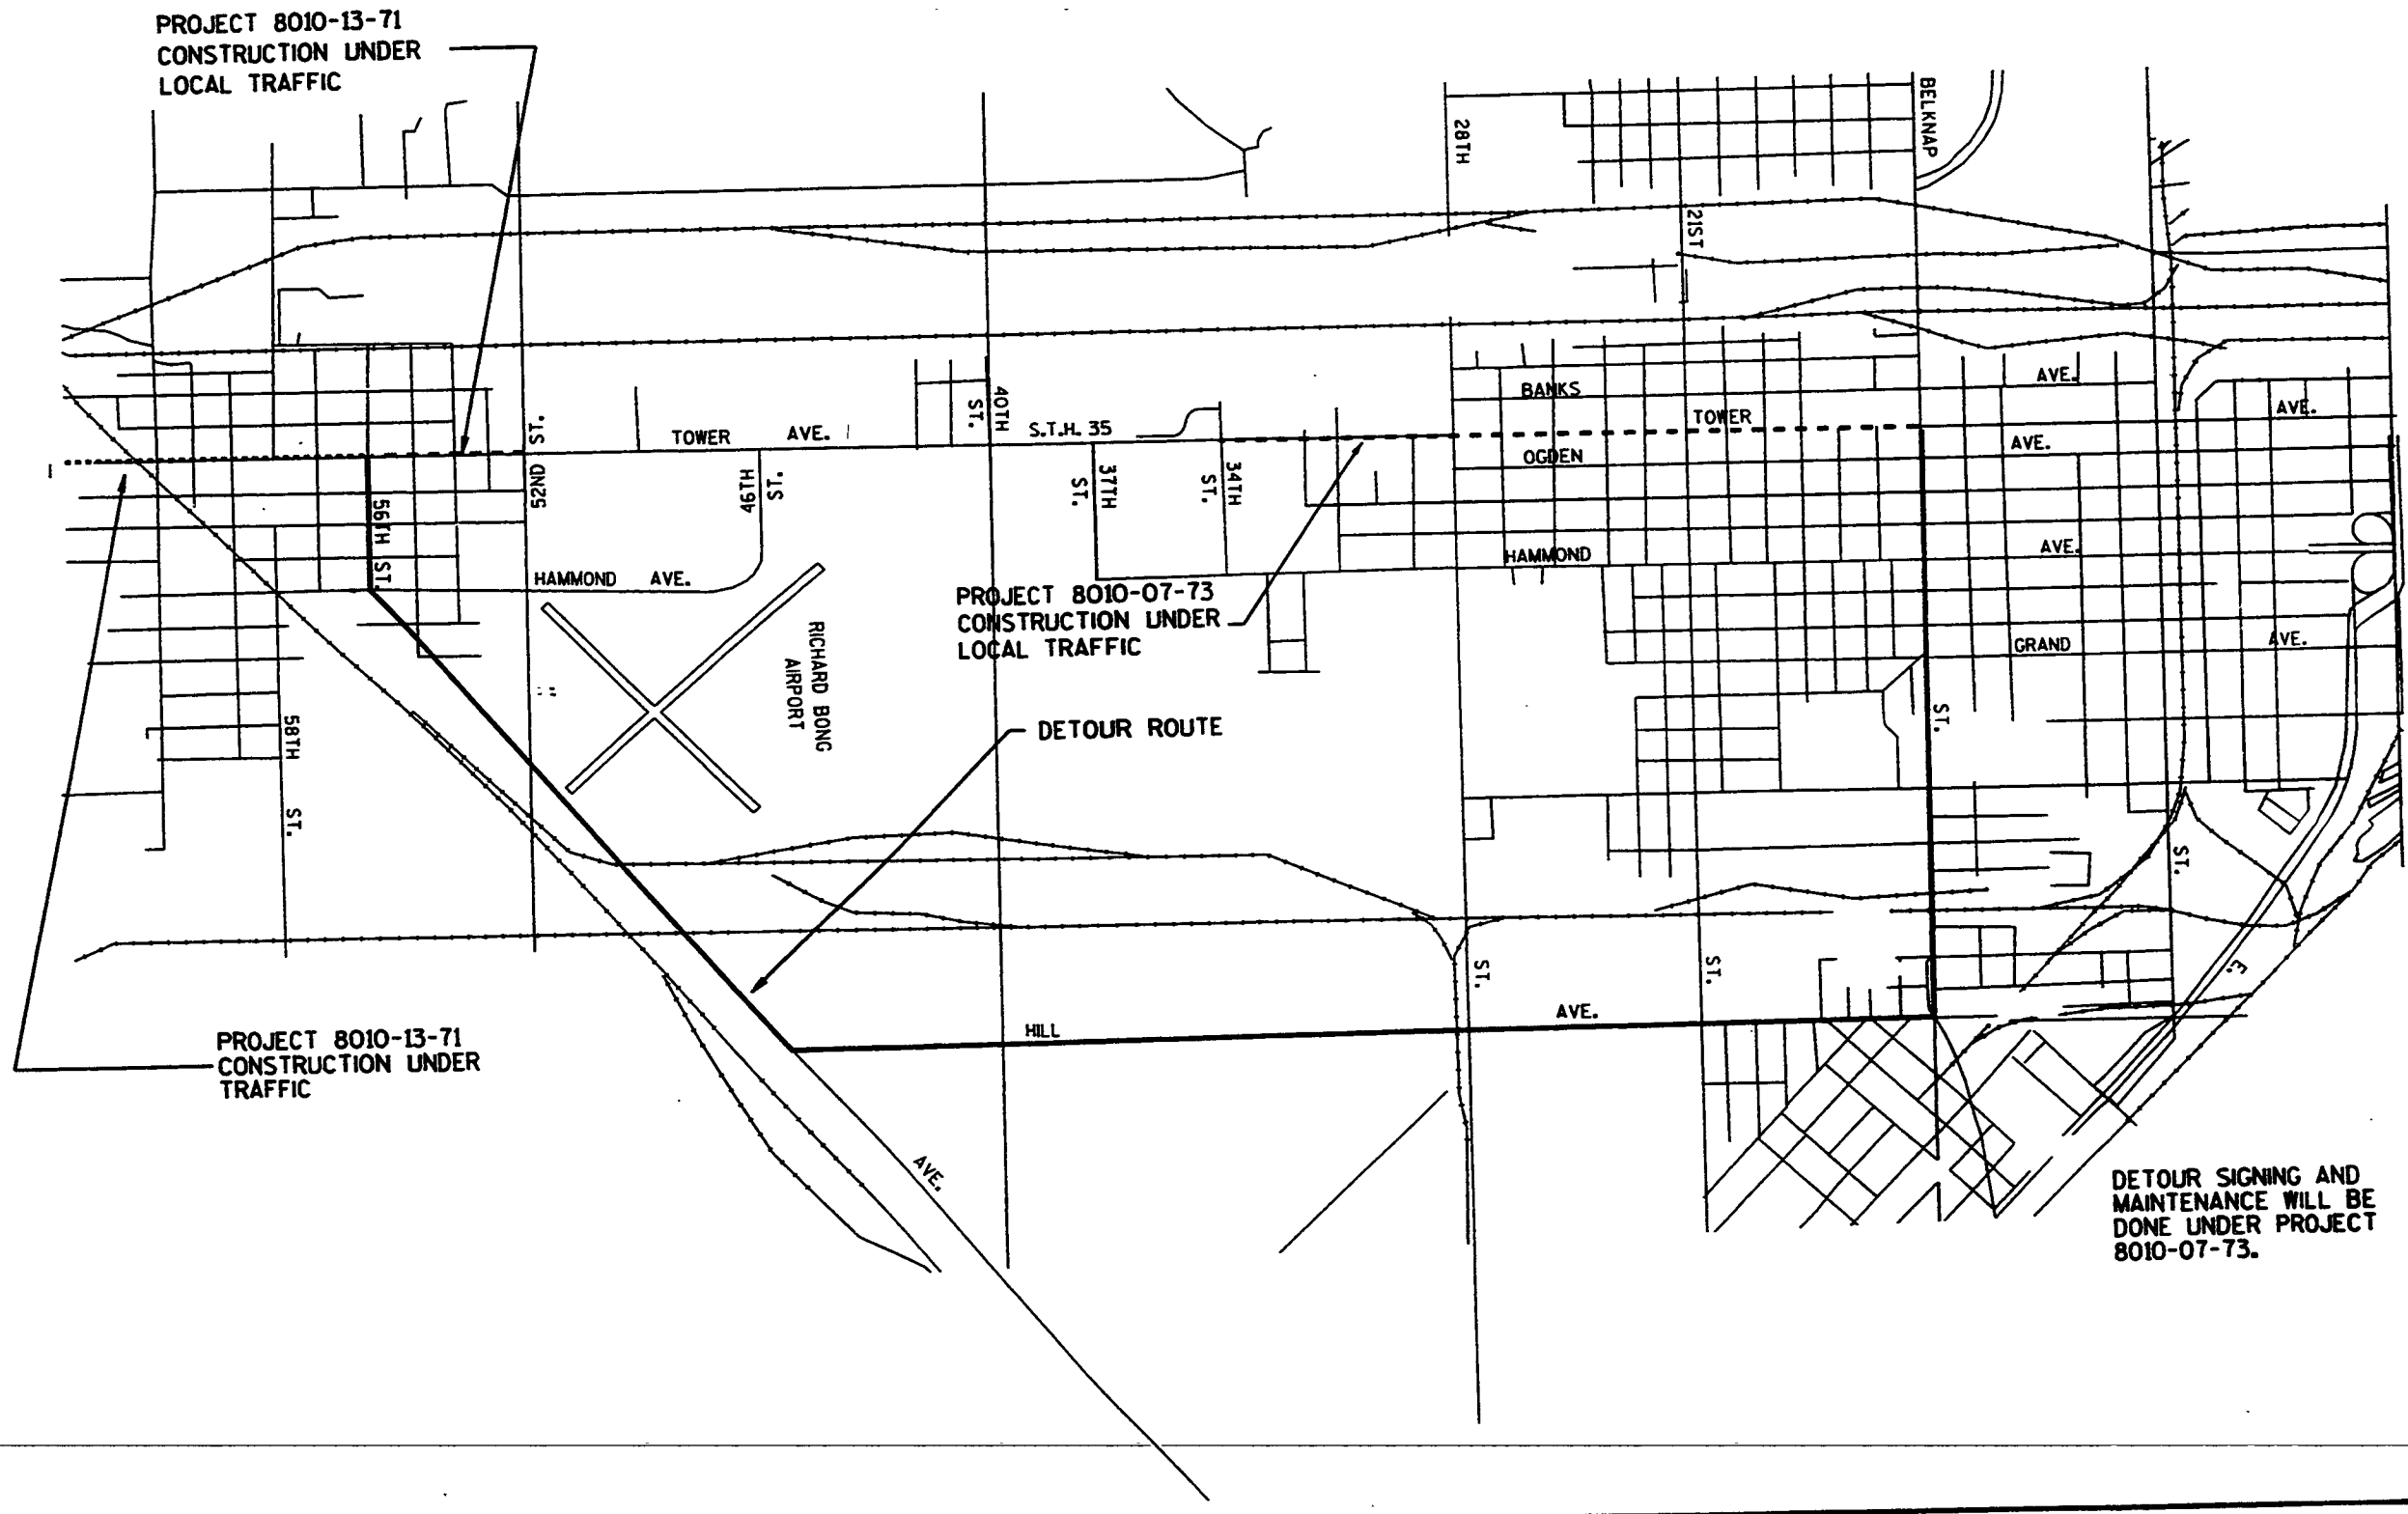 PROJECT 8010-13-71
CONSTRUCTION UNDER
LOCAL TRAFFIC
BELKNAP
28TH
21ST
BANKS
AVE.
TOWER
AVE.
40TH
ST.
S.T.H. 35
TOWER AVE.
ST.
52ND
OGDEN
AVE.
56TH ST.
49TH
ST.
37TH
ST.
34TH
ST.
HAMMOND AVE.
HAMMOND
AVE.
PROJECT 8010-07-73
CONSTRUCTION UNDER
LOCAL TRAFFIC
RICHARD BONG
AIRPORT
GRAND
AVE.
58TH
ST.
DETOUR ROUTE
ST.
ST.
ST.
ST.
E.
HILL
AVE.
PROJECT 8010-13-71
CONSTRUCTION UNDER
TRAFFIC
AVE.
DETOUR SIGNING AND
MAINTENANCE WILL BE
DONE UNDER PROJECT
8010-07-73.